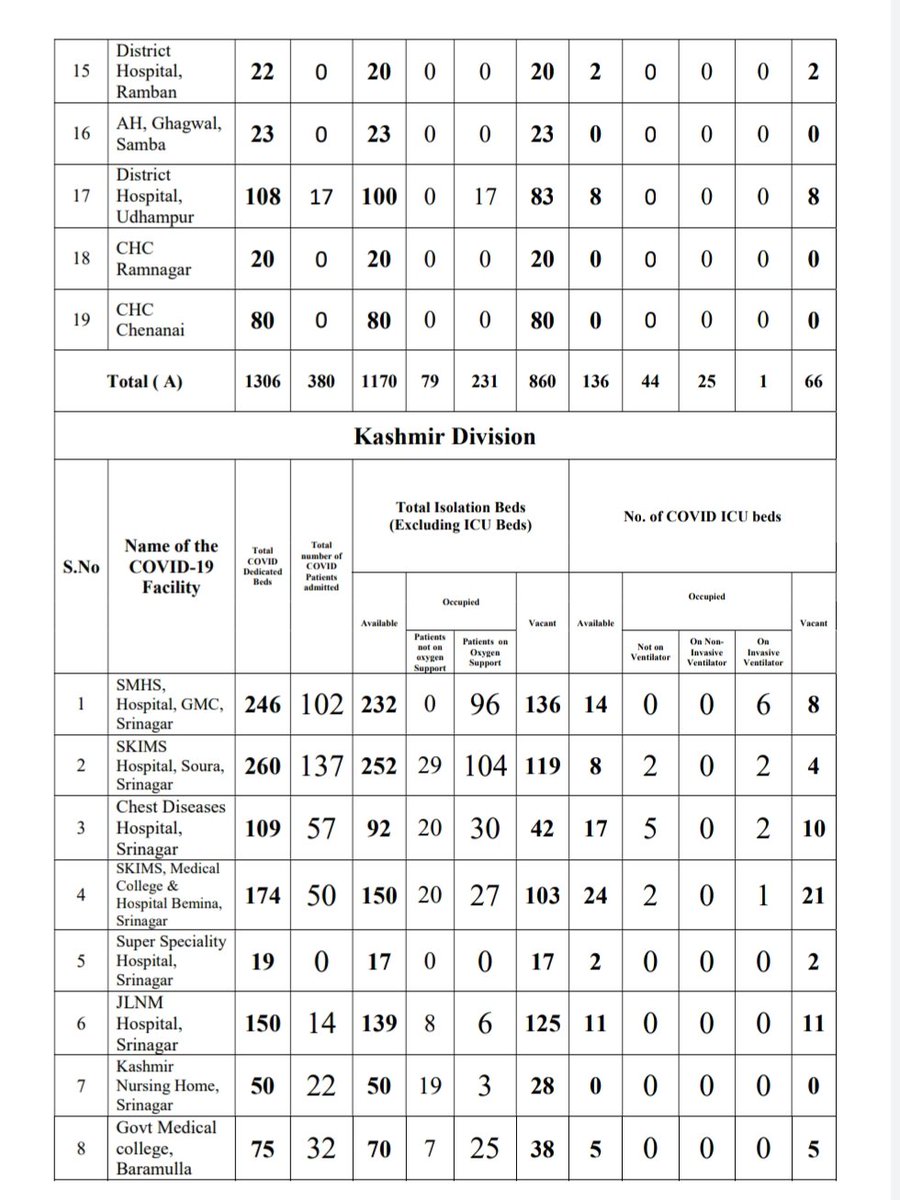 15 District Hospital, Ramban 22 0 20 0 0 20 2 0 0 0 2
16 AH, Ghagwal, Samba 23 0 23 0 0 23 0 0 0 0 0
17 District Hospital, Udhampur 108 17 100 0 17 83 8 0 0 0 8
18 CHC Ramnagar 20 0 20 0 0 20 0 0 0 0 0
19 CHC Chenanai 80 0 80 0 0 80 0 0 0 0 0
Total ( A) 1306 380 1170 79 231 860 136 44 25 1 66
Kashmir Division
S.No
Name of the COVID-19 Facility
Total COVID Dedicated Beds
Total number of COVID Patients admitted
Total Isolation Beds
(Excluding ICU Beds)
No. of COVID ICU beds
Available
Occupied
Patients not on oxygen Support
Patients on Oxygen Support
Vacant
Available
Occupied
Not on Ventilator
On Non-Invasive Ventilator
On Invasive Ventilator
Vacant
1 SMHS, Hospital, GMC, Srinagar 246 102 232 0 96 136 14 0 0 6 8
2 SKIMS Hospital, Soura, Srinagar 260 137 252 29 104 119 8 2 0 2 4
3 Chest Diseases Hospital, Srinagar 109 57 92 20 30 42 17 5 0 2 10
4 SKIMS, Medical College & Hospital Bemina, Srinagar 174 50 150 20 27 103 24 2 0 1 21
5 Super Speciality Hospital, Srinagar 19 0 17 0 0 17 2 0 0 0 2
6 JLNM Hospital, Srinagar 150 14 139 8 6 125 11 0 0 0 11
7 Kashmir Nursing Home, Srinagar 50 22 50 19 3 28 0 0 0 0 0
8 Govt Medical college, Baramulla 75 32 70 7 25 38 5 0 0 0 5